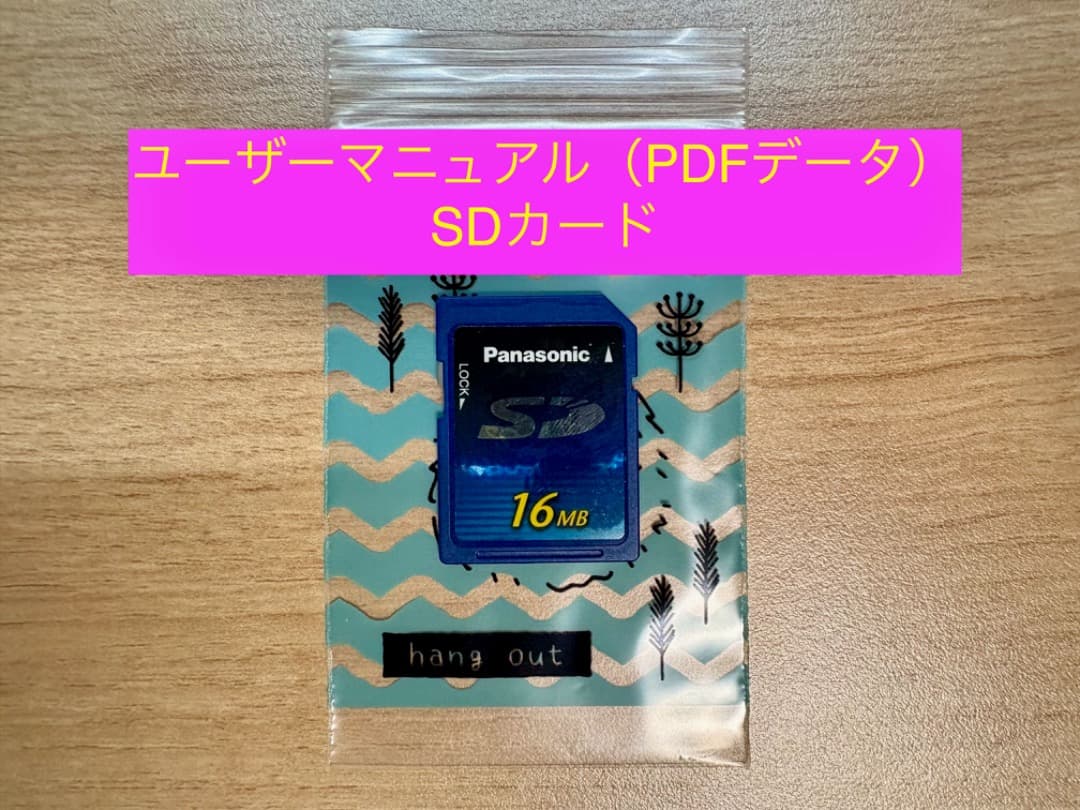 ユーザーマニュアル（PDFデータ）
SDカード
Panasonic
LOCK
SD
16MB
hang out